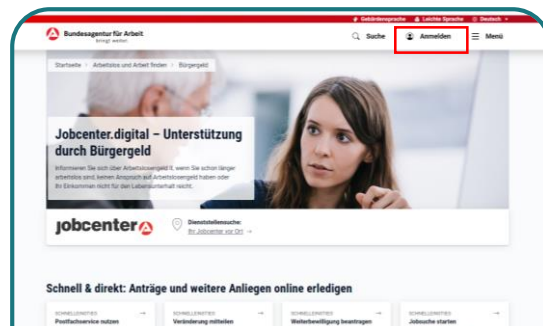 Gebärdensprache Leichte Sprache Deutsch
Bundesagentur für Arbeit
bringt weiter.
Suche Anmelden Menü
Startseite Arbeitslos und Arbeit finden Bürgergeld
Jobcenter.digital – Unterstützung
durch Bürgergeld
Informieren Sie sich über Arbeitslosengeld II, wenn Sie schon länger
arbeitslos sind, keinen Anspruch auf Arbeitslosengeld haben oder
Ihr Einkommen nicht für den Lebensunterhalt reicht.
jobcenter
Dienststellensuche:
Ihr Jobcenter vor Ort →
Schnell & direkt: Anträge und weitere Anliegen online erledigen
SCHNELLEINSTIEG → SCHNELLEINSTIEG → SCHNELLEINSTIEG → SCHNELLEINSTIEG →
Postfachservice nutzen Veränderung mitteilen Weiterbewilligung beantragen Jobsuche starten